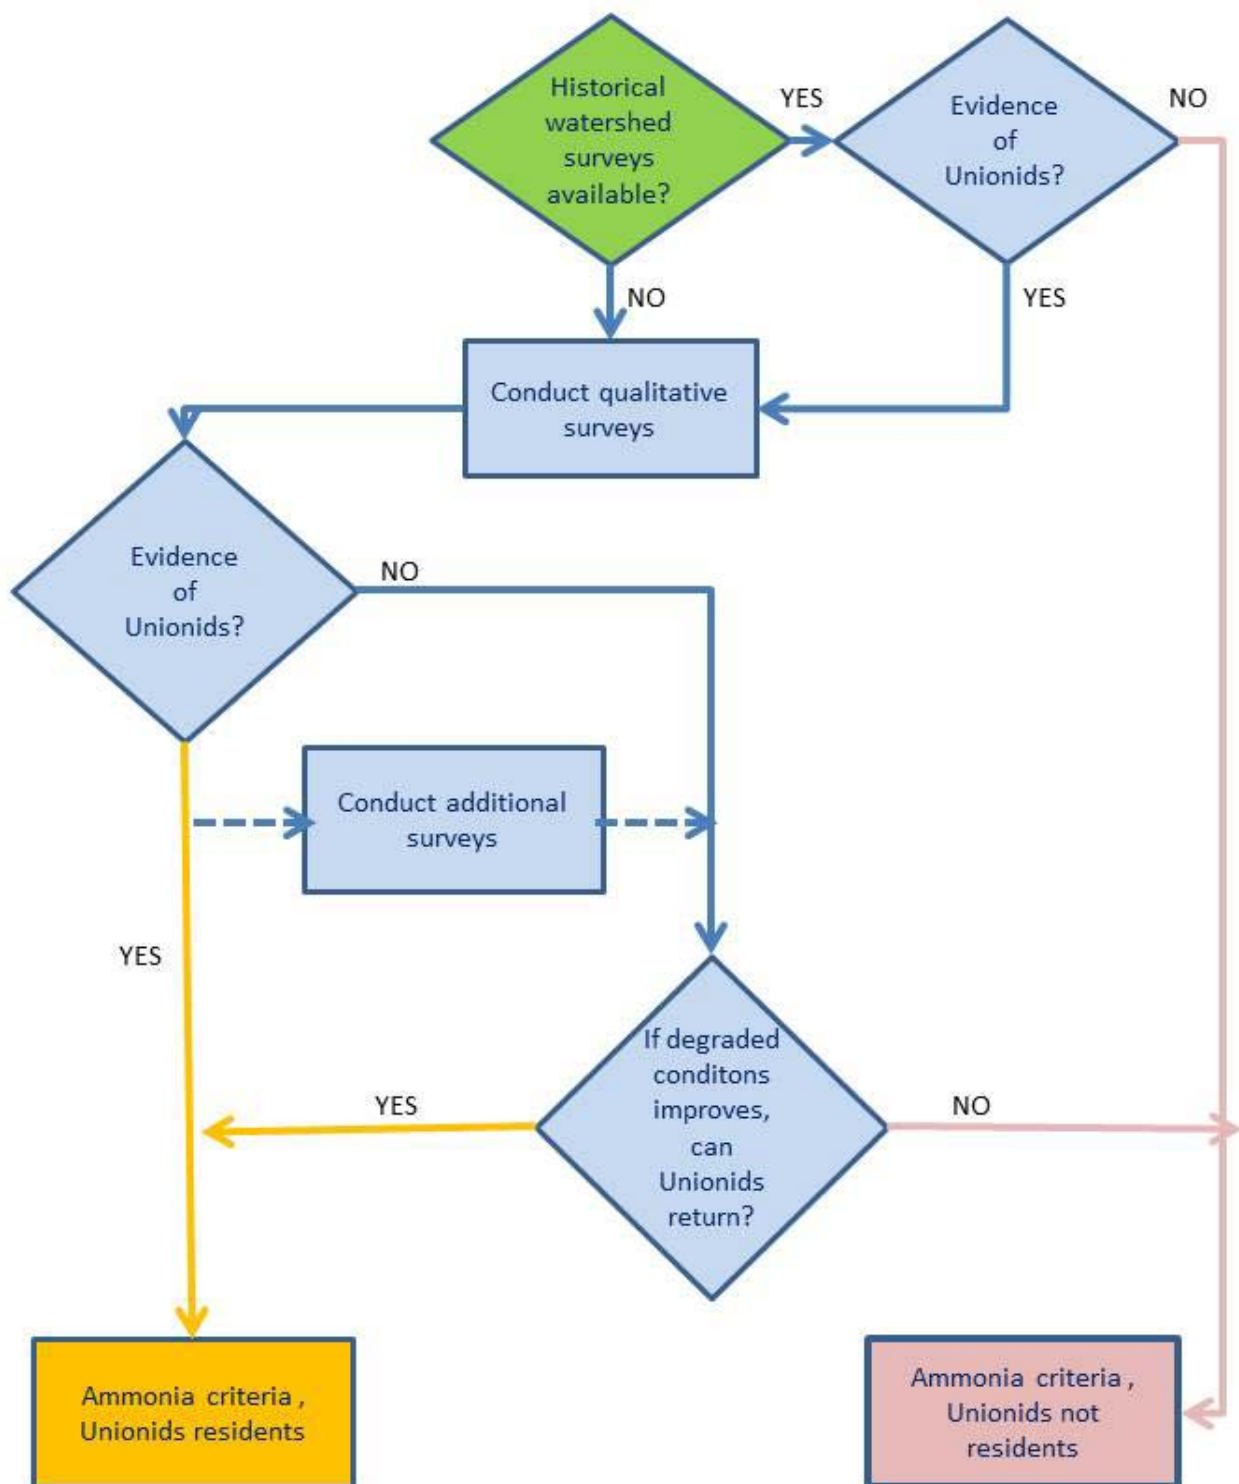 Historical
watershed
surveys
available?
YES
Evidence
of
Unionids?
NO
NO
YES
Conduct qualitative
surveys
Evidence
of
Unionids?
NO
Conduct additional
surveys
YES
If degraded
conditons
improves,
can
Unionids
return?
YES
NO
Ammonia criteria ,
Unionids residents
Ammonia criteria ,
Unionids not
residents